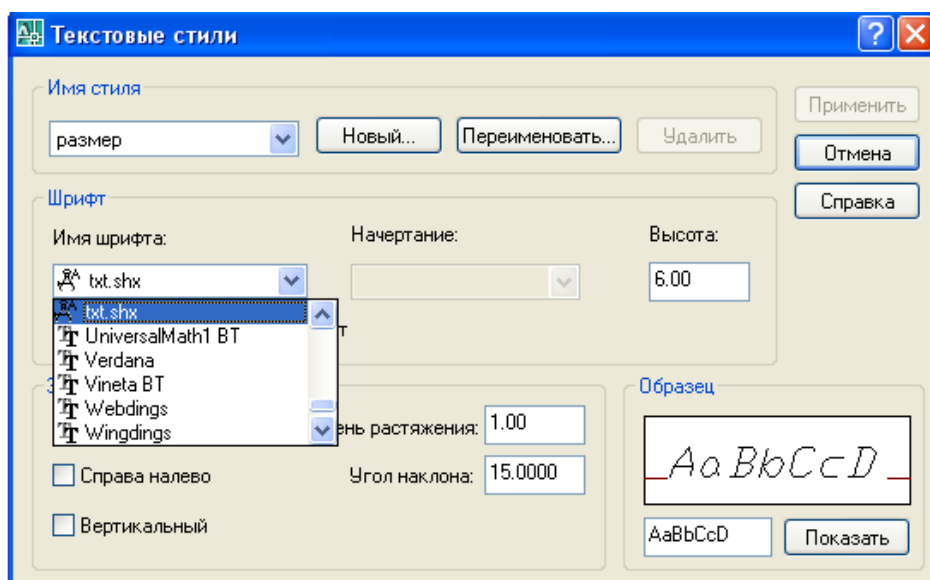 Текстовые стили
Имя стиля
размер
Новый...
Переименовать...
Удалить
Применить
Отмена
Справка
Шрифт
Имя шрифта:
Начертание:
Высота:
txt.shx
6.00
txt.shx
UniversalMath1 BT
Verdana
Vineta BT
Webdings
Wingdings
ень растяжения:
1.00
Справа налево
Угол наклона:
15.0000
Вертикальный
Образец
AaBbCcD
AaBbCcD
Показать